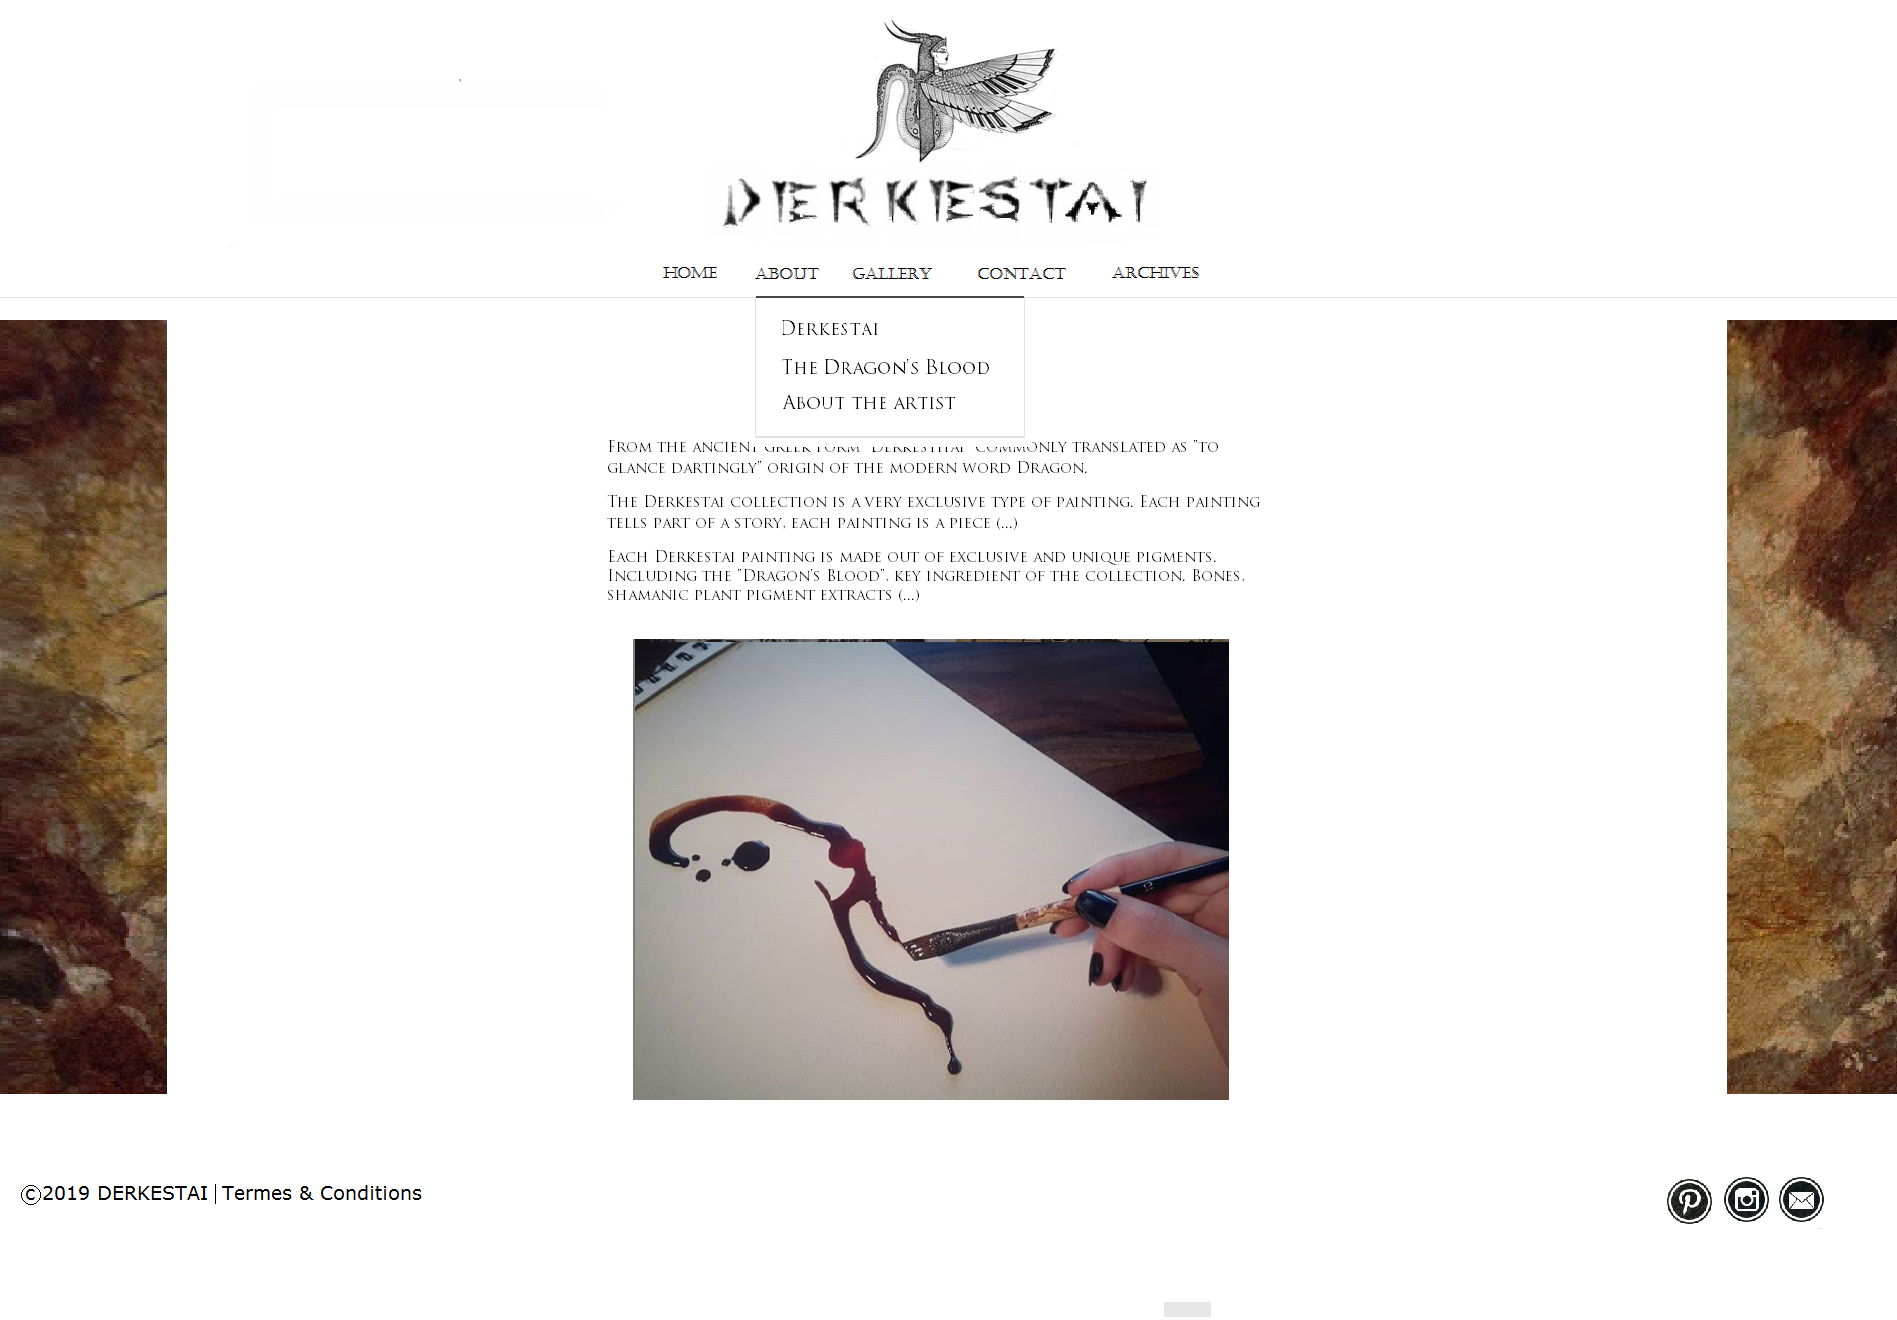 DERKESTAI
HOME ABOUT GALLERY CONTACT ARCHIVES
Derkestai
The Dragon's Blood
About the artist
From the ancient Greek form "Derkesthai" commonly translated as "to
glance dartingly" origin of the modern word Dragon.
The Derkestai collection is a very exclusive type of painting. Each painting
tells part of a story, each painting is a piece (...)
Each Derkestai painting is made out of exclusive and unique pigments.
Including the "Dragon's Blood", key ingredient of the collection. Bones,
shamanic plant pigment extracts (...)
©2019 DERKESTAI | Termes & Conditions